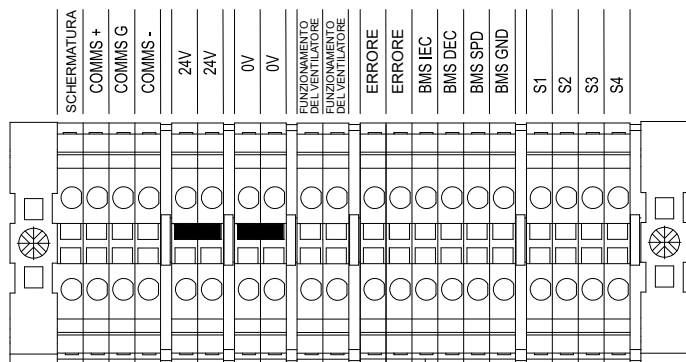 SCHERMATURA
COMMS +
COMMS G
COMMS -
24V
24V
0V
0V
FUNZIONAMENTO
DEL VENTILATORE
FUNZIONAMENTO
DEL VENTILATORE
ERRORE
ERRORE
BMS IEC
BMS DEC
BMS SPD
BMS GND
S1
S2
S3
S4